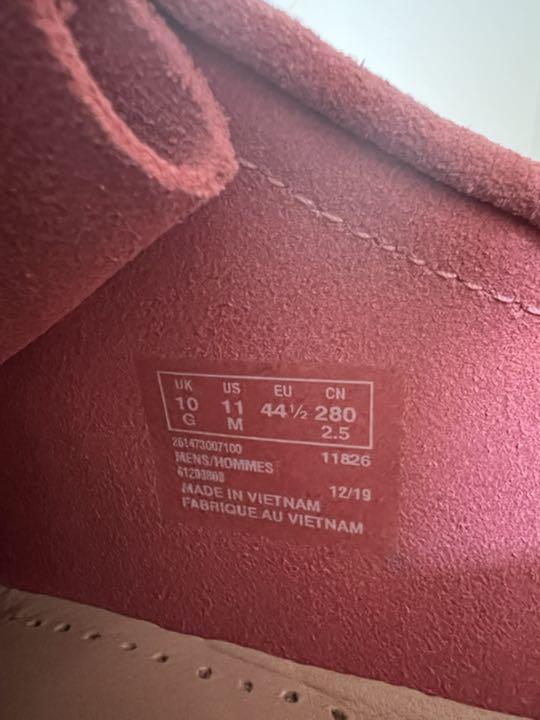 UK US EU CN
10 11 44½ 280
G M 2.5
261473007100 11826
MENS/HOMMES
12/19
MADE IN VIETNAM
FABRIQUE AU VIETNAM